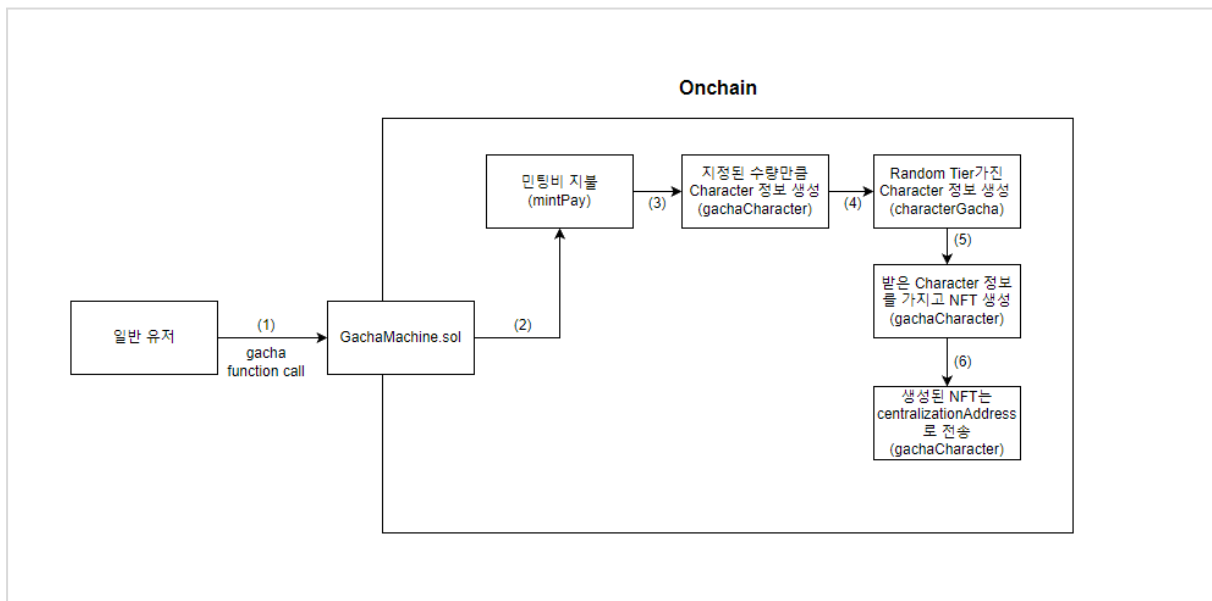 Onchain
민팅비 지불
(mintPay)
(3)
지정된 수량만큼
Character 정보 생성
(gachaCharacter)
(4)
Random Tier가진
Character 정보 생성
(characterGacha)
(5)
받은 Character 정보
를 가지고 NFT 생성
(gachaCharacter)
일반 유저
(1)
gacha
function call
GachaMachine.sol
(2)
(6)
생성된 NFT는
centralizationAddress
로 전송
(gachaCharacter)